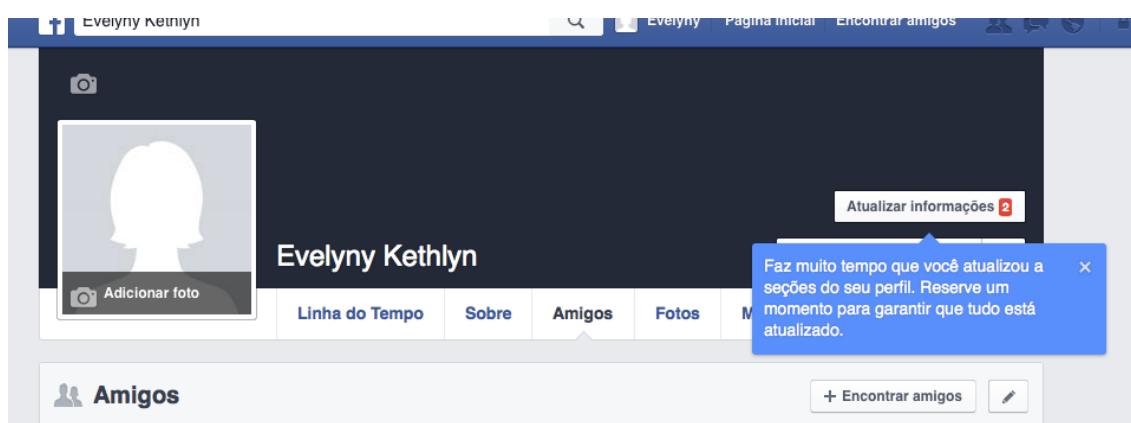 f Evelyny Kethlyn Evelyny Página inicial Encontrar amigos
Atualizar informações 2
Evelyny Kethlyn
Faz muito tempo que você atualizou a
seções do seu perfil. Reserve um
momento para garantir que tudo está
atualizado.
Adicionar foto
Linha do Tempo Sobre Amigos Fotos M
Amigos
+ Encontrar amigos